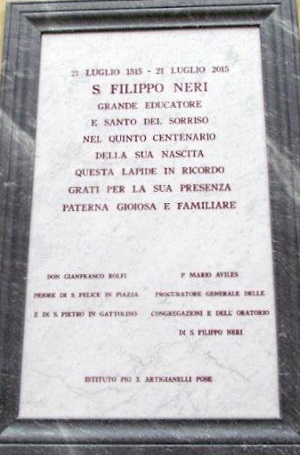 21 LUGLIO 1515 - 21 LUGLIO 2015
S. FILIPPO NERI
GRANDE EDUCATORE
E SANTO DEL SORRISO
NEL QUINTO CENTENARIO
DELLA SUA NASCITA
QUESTA LAPIDE IN RICORDO
GRATI PER LA SUA PRESENZA
PATERNA GIOIOSA E FAMILIARE
DON GIANFRANCO ROLFI
PRIORE DI S. FELICE IN PIAZZA
E DI S. PIETRO IN GATTOLINO
P. MARIO AVILES
PROCURATORE GENERALE DELLE
CONGREGAZIONI E DELL' ORATORIO
DI S. FILIPPO NERI
ISTITUTO PIO X ARTIGIANELLI POSE